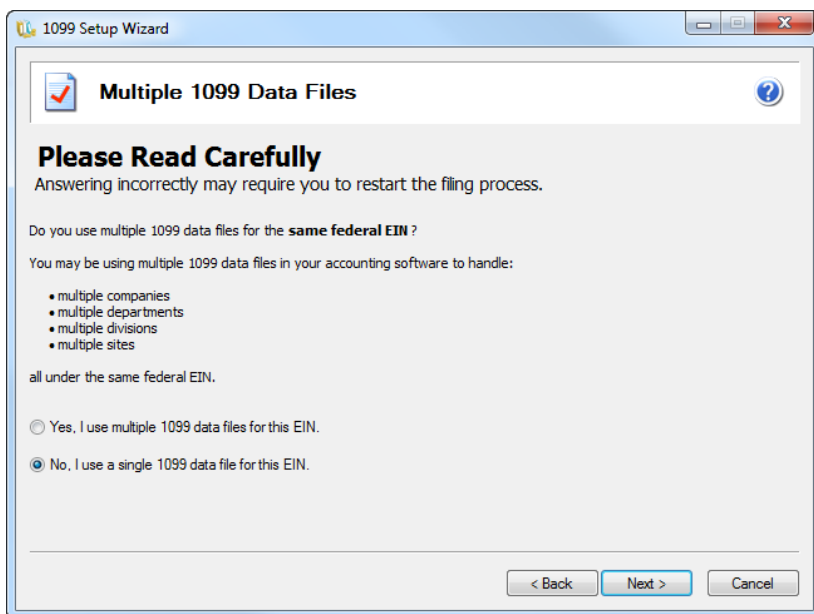 1099 Setup Wizard
Multiple 1099 Data Files
Please Read Carefully
Answering incorrectly may require you to restart the filing process.
Do you use multiple 1099 data files for the same federal EIN ?
You may be using multiple 1099 data files in your accounting software to handle:
• multiple companies
• multiple departments
• multiple divisions
• multiple sites
all under the same federal EIN.
Yes, I use multiple 1099 data files for this EIN.
No, I use a single 1099 data file for this EIN.
< Back Next > Cancel